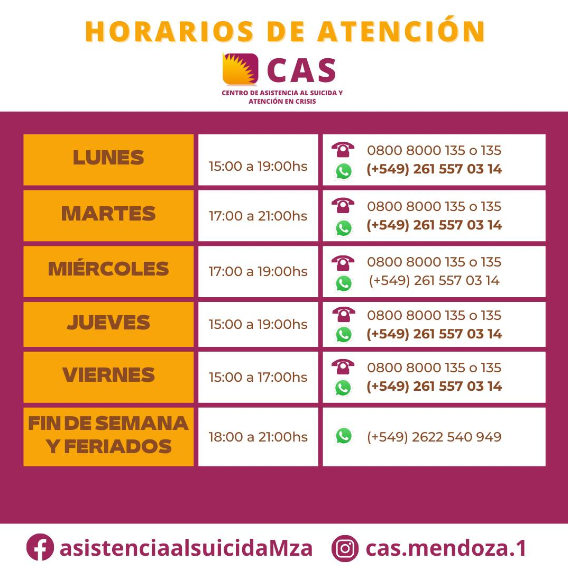 HORARIOS DE ATENCIÓN
CAS
CENTRO DE ASISTENCIA AL SUICIDA Y
ATENCIÓN EN CRISIS
LUNES
15:00 a 19:00hs
0800 8000 135 o 135
(+549) 261 557 03 14
MARTES
17:00 a 21:00hs
0800 8000 135 o 135
(+549) 261 557 03 14
MIÉRCOLES
17:00 a 19:00hs
0800 8000 135 o 135
(+549) 261 557 03 14
JUEVES
15:00 a 19:00hs
0800 8000 135 o 135
(+549) 261 557 03 14
VIERNES
15:00 a 17:00hs
0800 8000 135 o 135
(+549) 261 557 03 14
FIN DE SEMANA
Y FERIADOS
18:00 a 21:00hs
(+549) 2622 540 949
asistenciaalsuicidaMza
cas.mendoza.1